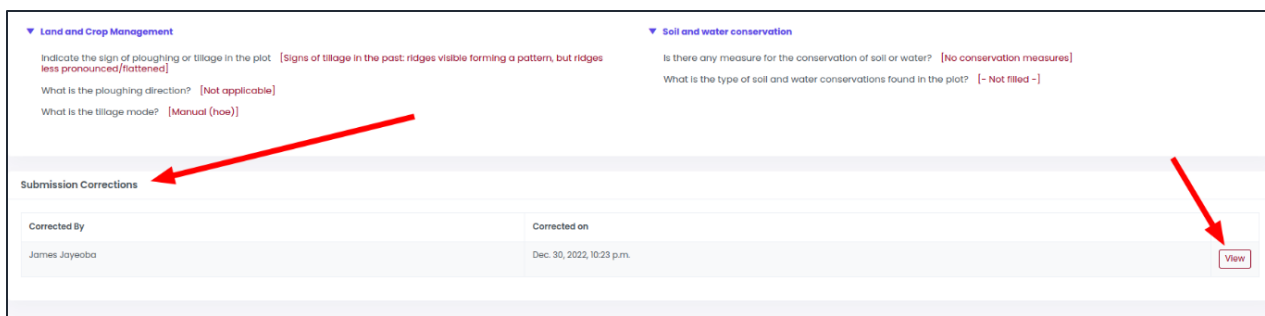 Land and Crop Management
Indicate the sign of ploughing or tillage in the plot [Signs of tillage in the past: ridges visible forming a pattern, but ridges
less pronounced/flattened]
What is the ploughing direction? [Not applicable]
What is the tillage mode? [Manual (hoe)]
Soil and water conservation
Is there any measure for the conservation of soil or water? [No conservation measures]
What is the type of soil and water conservations found in the plot? [- Not filled -]
Submission Corrections
Corrected By Corrected on
James Jayeoba Dec. 30, 2022, 10:23 p.m. View